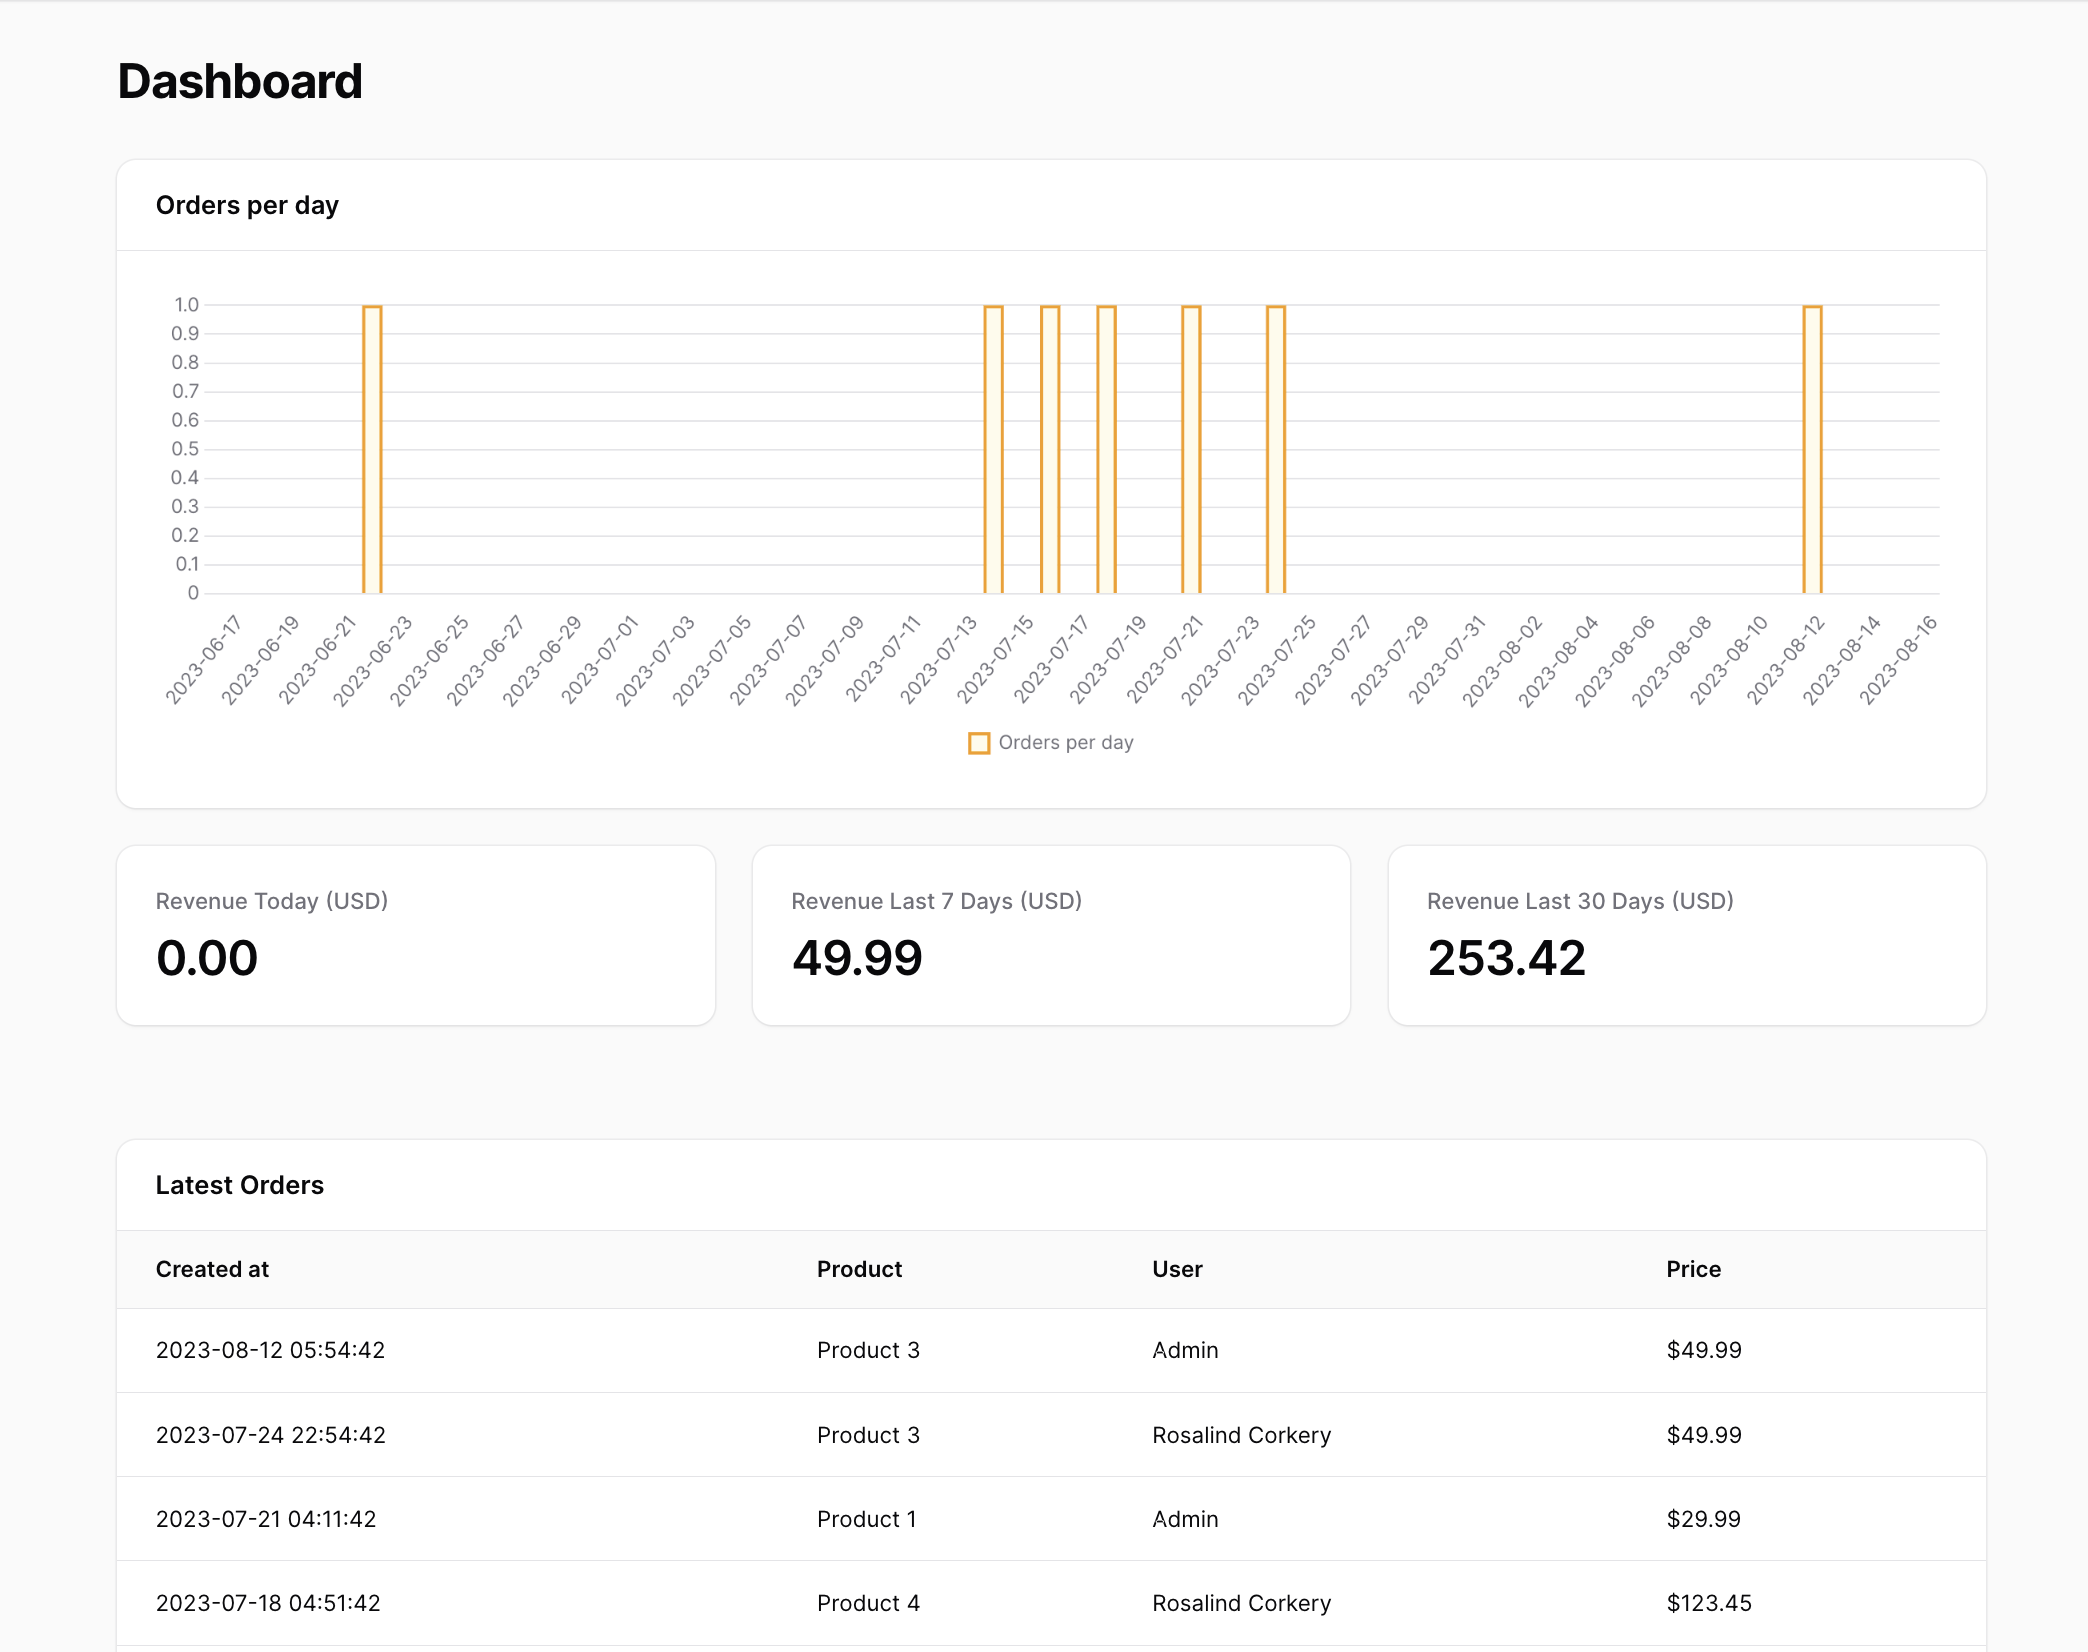 Dashboard
Orders per day
1.0
0.9
0.8
0.7
0.6
0.5
0.4
0.3
0.2
0.1
0
2023-06-17 2023-06-19 2023-06-21 2023-06-23 2023-06-25 2023-06-27 2023-06-29 2023-07-01 2023-07-03 2023-07-05 2023-07-07 2023-07-09 2023-07-11 2023-07-13 2023-07-15 2023-07-17 2023-07-19 2023-07-21 2023-07-23 2023-07-25 2023-07-27 2023-07-29 2023-07-31 2023-08-02 2023-08-04 2023-08-06 2023-08-08 2023-08-10 2023-08-12 2023-08-14 2023-08-16
Orders per day
Revenue Today (USD)
0.00
Revenue Last 7 Days (USD)
49.99
Revenue Last 30 Days (USD)
253.42
Latest Orders
Created at Product User Price
2023-08-12 05:54:42 Product 3 Admin $49.99
2023-07-24 22:54:42 Product 3 Rosalind Corkery $49.99
2023-07-21 04:11:42 Product 1 Admin $29.99
2023-07-18 04:51:42 Product 4 Rosalind Corkery $123.45